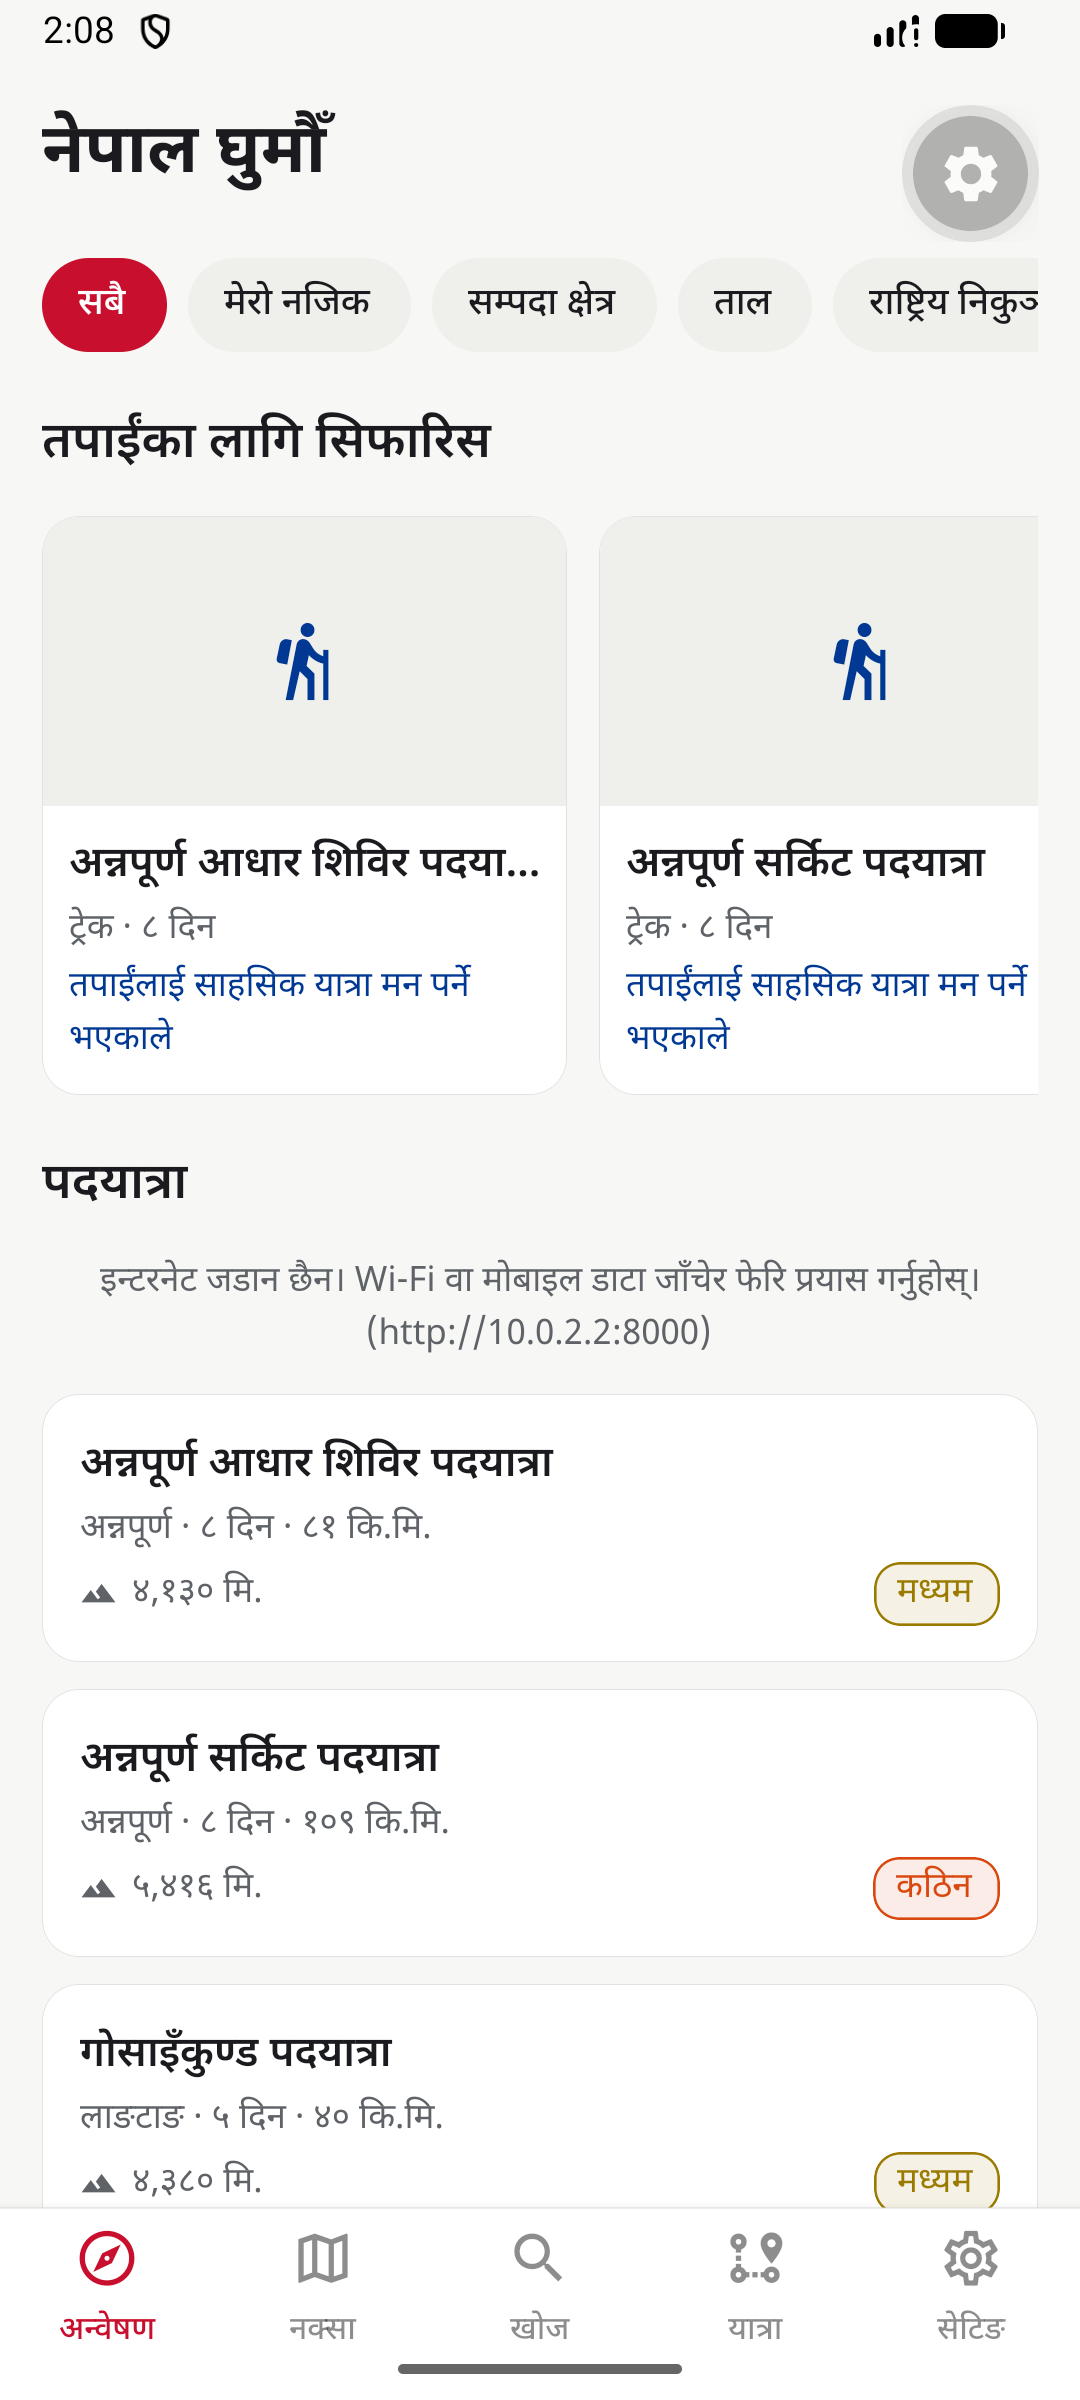 2:08
नेपाल घुमौँ
सबै
मेरो नजिक
सम्पदा क्षेत्र
ताल
राष्ट्रिय
तपाईंका लागि सिफारिस
अन्नपूर्ण आधार शिविर पदया...
ट्रेक · ८ दिन
तपाईंलाई साहसिक यात्रा मन पर्ने
भएकाले
अन्नपूर्ण सर्किट पदयात्रा
ट्रेक · ८ दिन
तपाईंलाई साहसिक यात्रा मन पर्ने
भएकाले
पदयात्रा
इन्टरनेट जडान छैन। Wi-Fi वा मोबाइल डाटा जाँचेर फेरि प्रयास गर्नुहोस्।
(http://10.0.2.2:8000)
अन्नपूर्ण आधार शिविर पदयात्रा
अन्नपूर्ण · ८ दिन · ८१ कि.मि.
४,१३० मि.
मध्यम
अन्नपूर्ण सर्किट पदयात्रा
अन्नपूर्ण · ८ दिन · १०९ कि.मि.
५,४१६ मि.
कठिन
गोसाइँकुण्ड पदयात्रा
लाङटाङ · ५ दिन · ४० कि.मि.
४,३८० मि.
मध्यम
अन्वेषण
नक्सा
खोज
यात्रा
सेटिङ